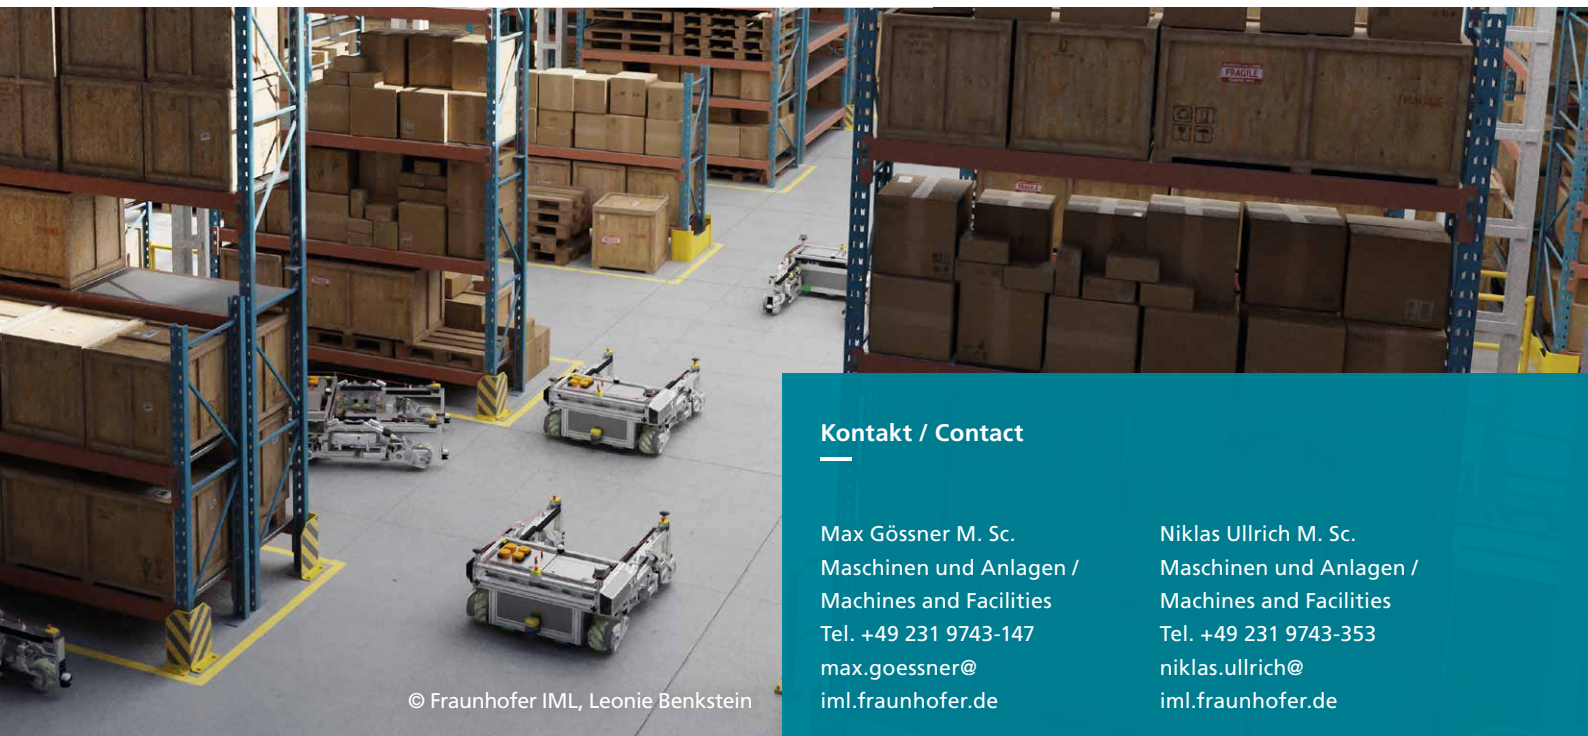 FRAGILE
FRAGILE
Kontakt / Contact
Max Gössner M. Sc.
Maschinen und Anlagen /
Machines and Facilities
Tel. +49 231 9743-147
max.goessner@
iml.fraunhofer.de
Niklas Ullrich M. Sc.
Maschinen und Anlagen /
Machines and Facilities
Tel. +49 231 9743-353
niklas.ullrich@
iml.fraunhofer.de
© Fraunhofer IML, Leonie Benkstein